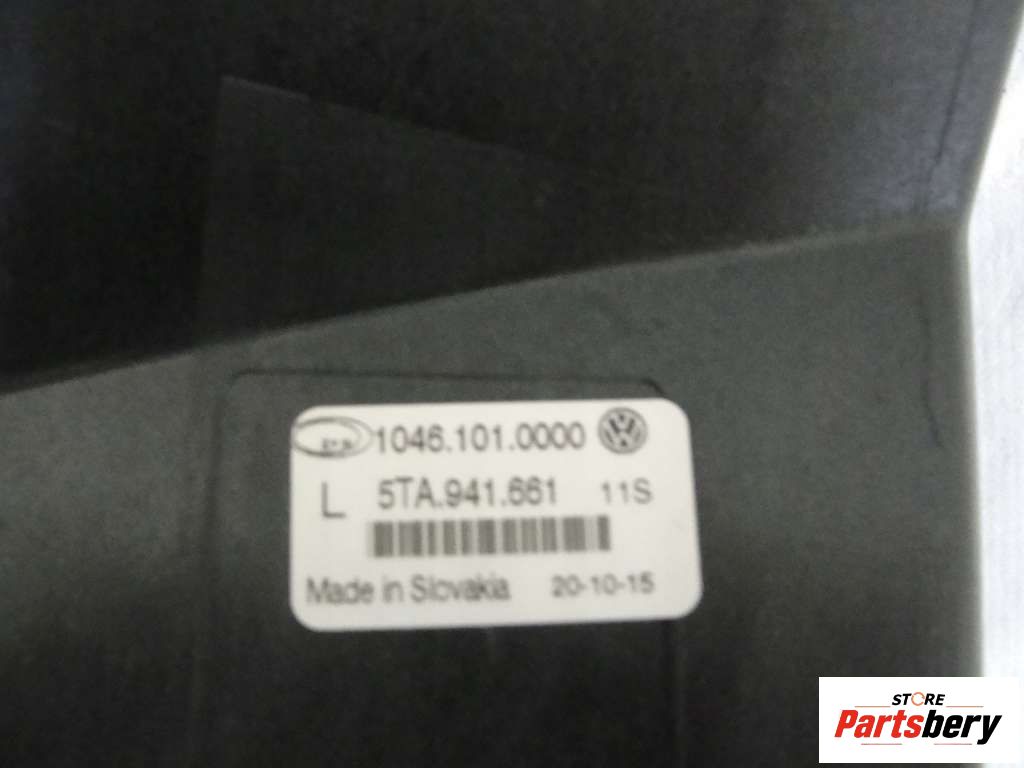 1046.101.0000
L 5TA.941.661 11S
Made in Slovakia 20-10-15
STORE
Partsbery